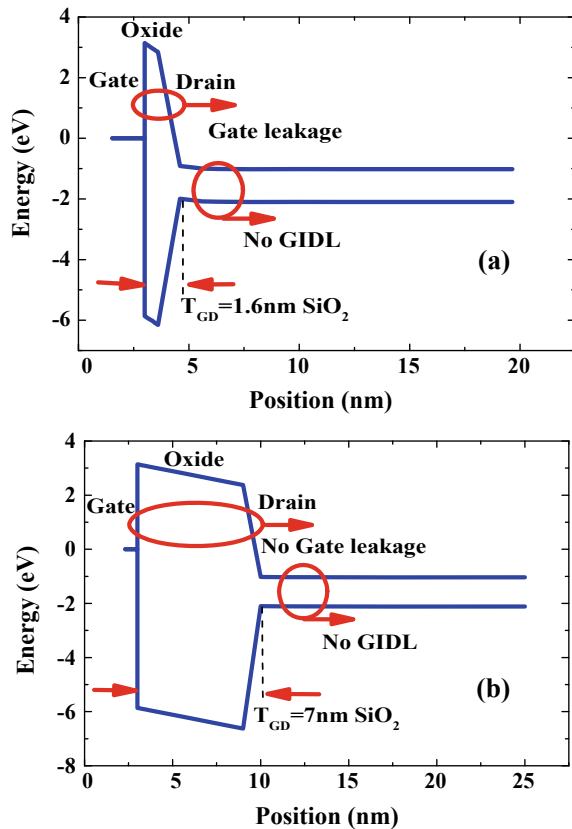 Oxide
Gate
Drain
Gate leakage
No GIDL
(a)
T_GD=1.6nm SiO_2
4
2
0
-2
-4
-6
Energy (eV)
0 5 10 15 20
Position (nm)
Oxide
Gate
Drain
No Gate leakage
No GIDL
(b)
T_GD=7nm SiO_2
4
2
0
-2
-4
-6
-8
Energy (eV)
0 5 10 15 20 25
Position (nm)